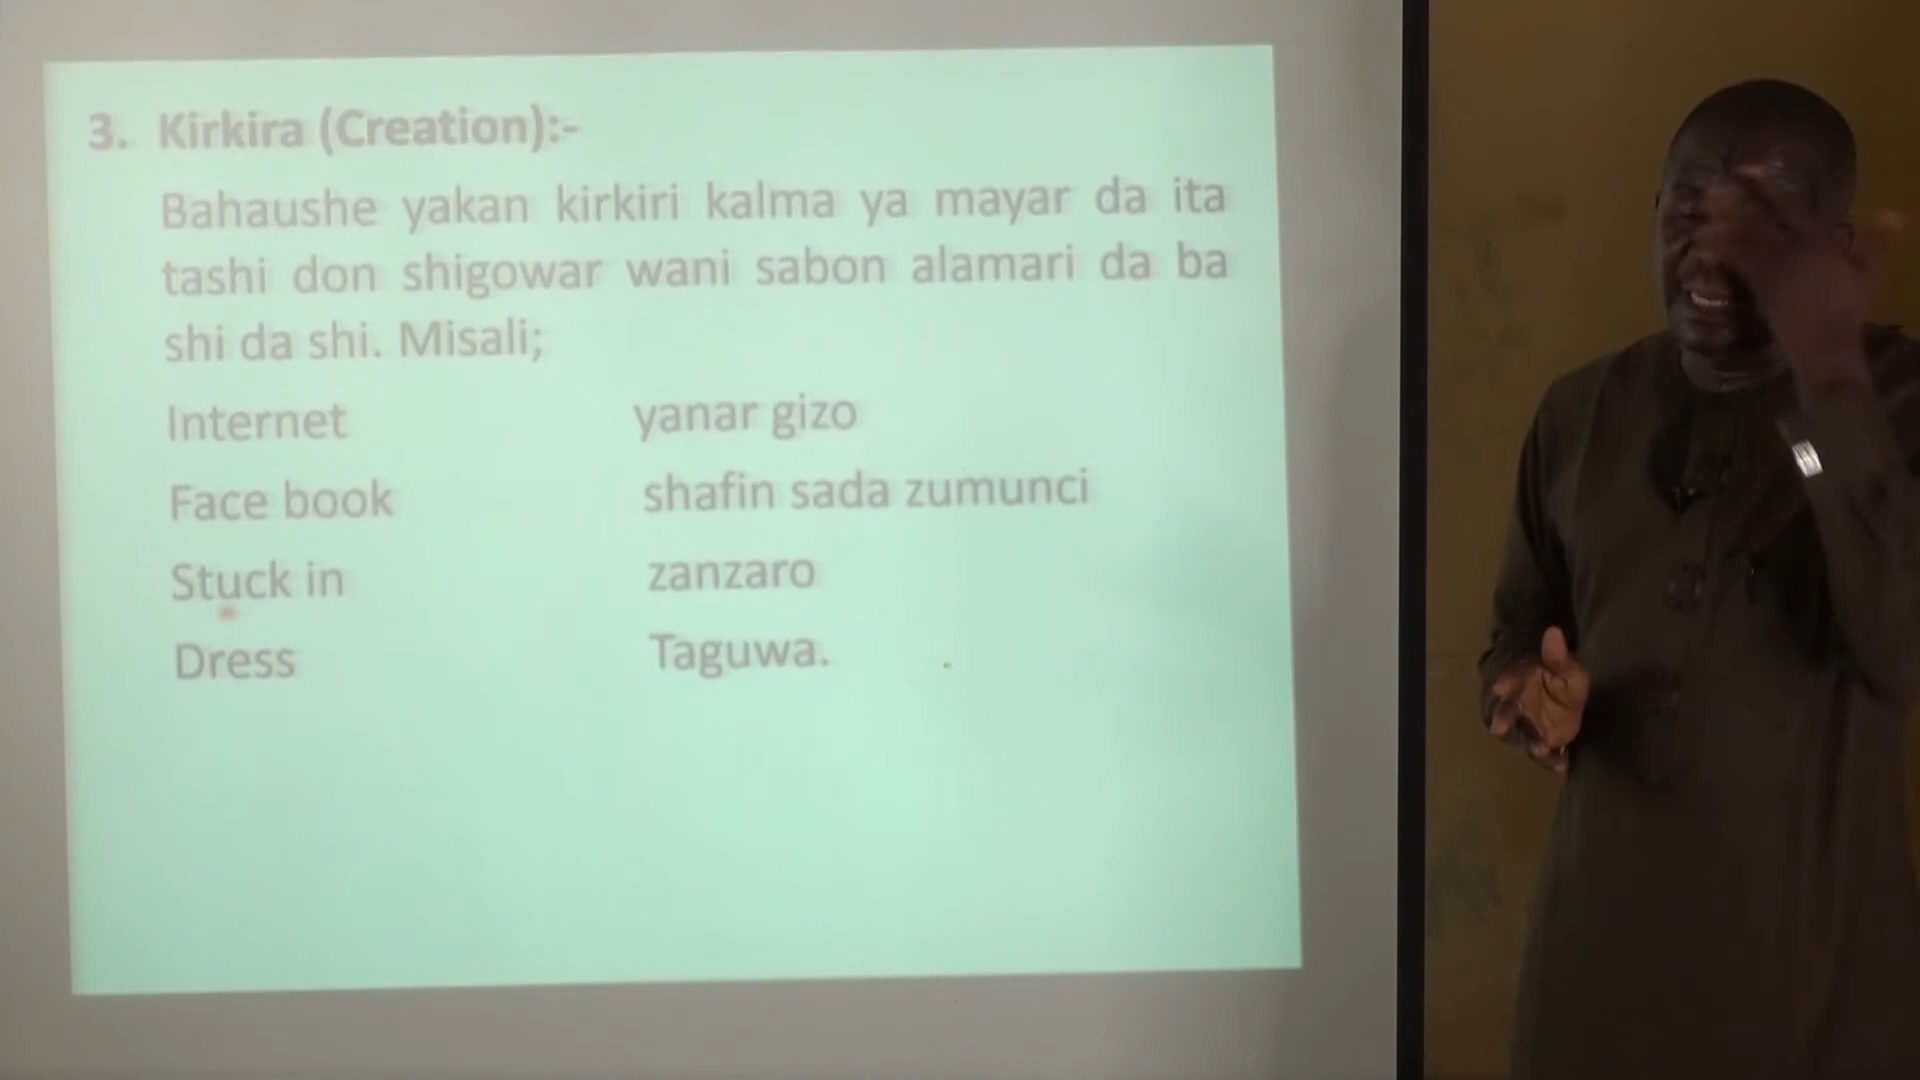 3. Kirkira (Creation):-
Bahaushe yakan kirkiri kalma ya mayar da ita
tashi don shigowar wani sabon alamari da ba
shi da shi. Misali;
Internet yanar gizo
Face book shafin sada zumunci
Stuck in zanzaro
Dress Taguwa.